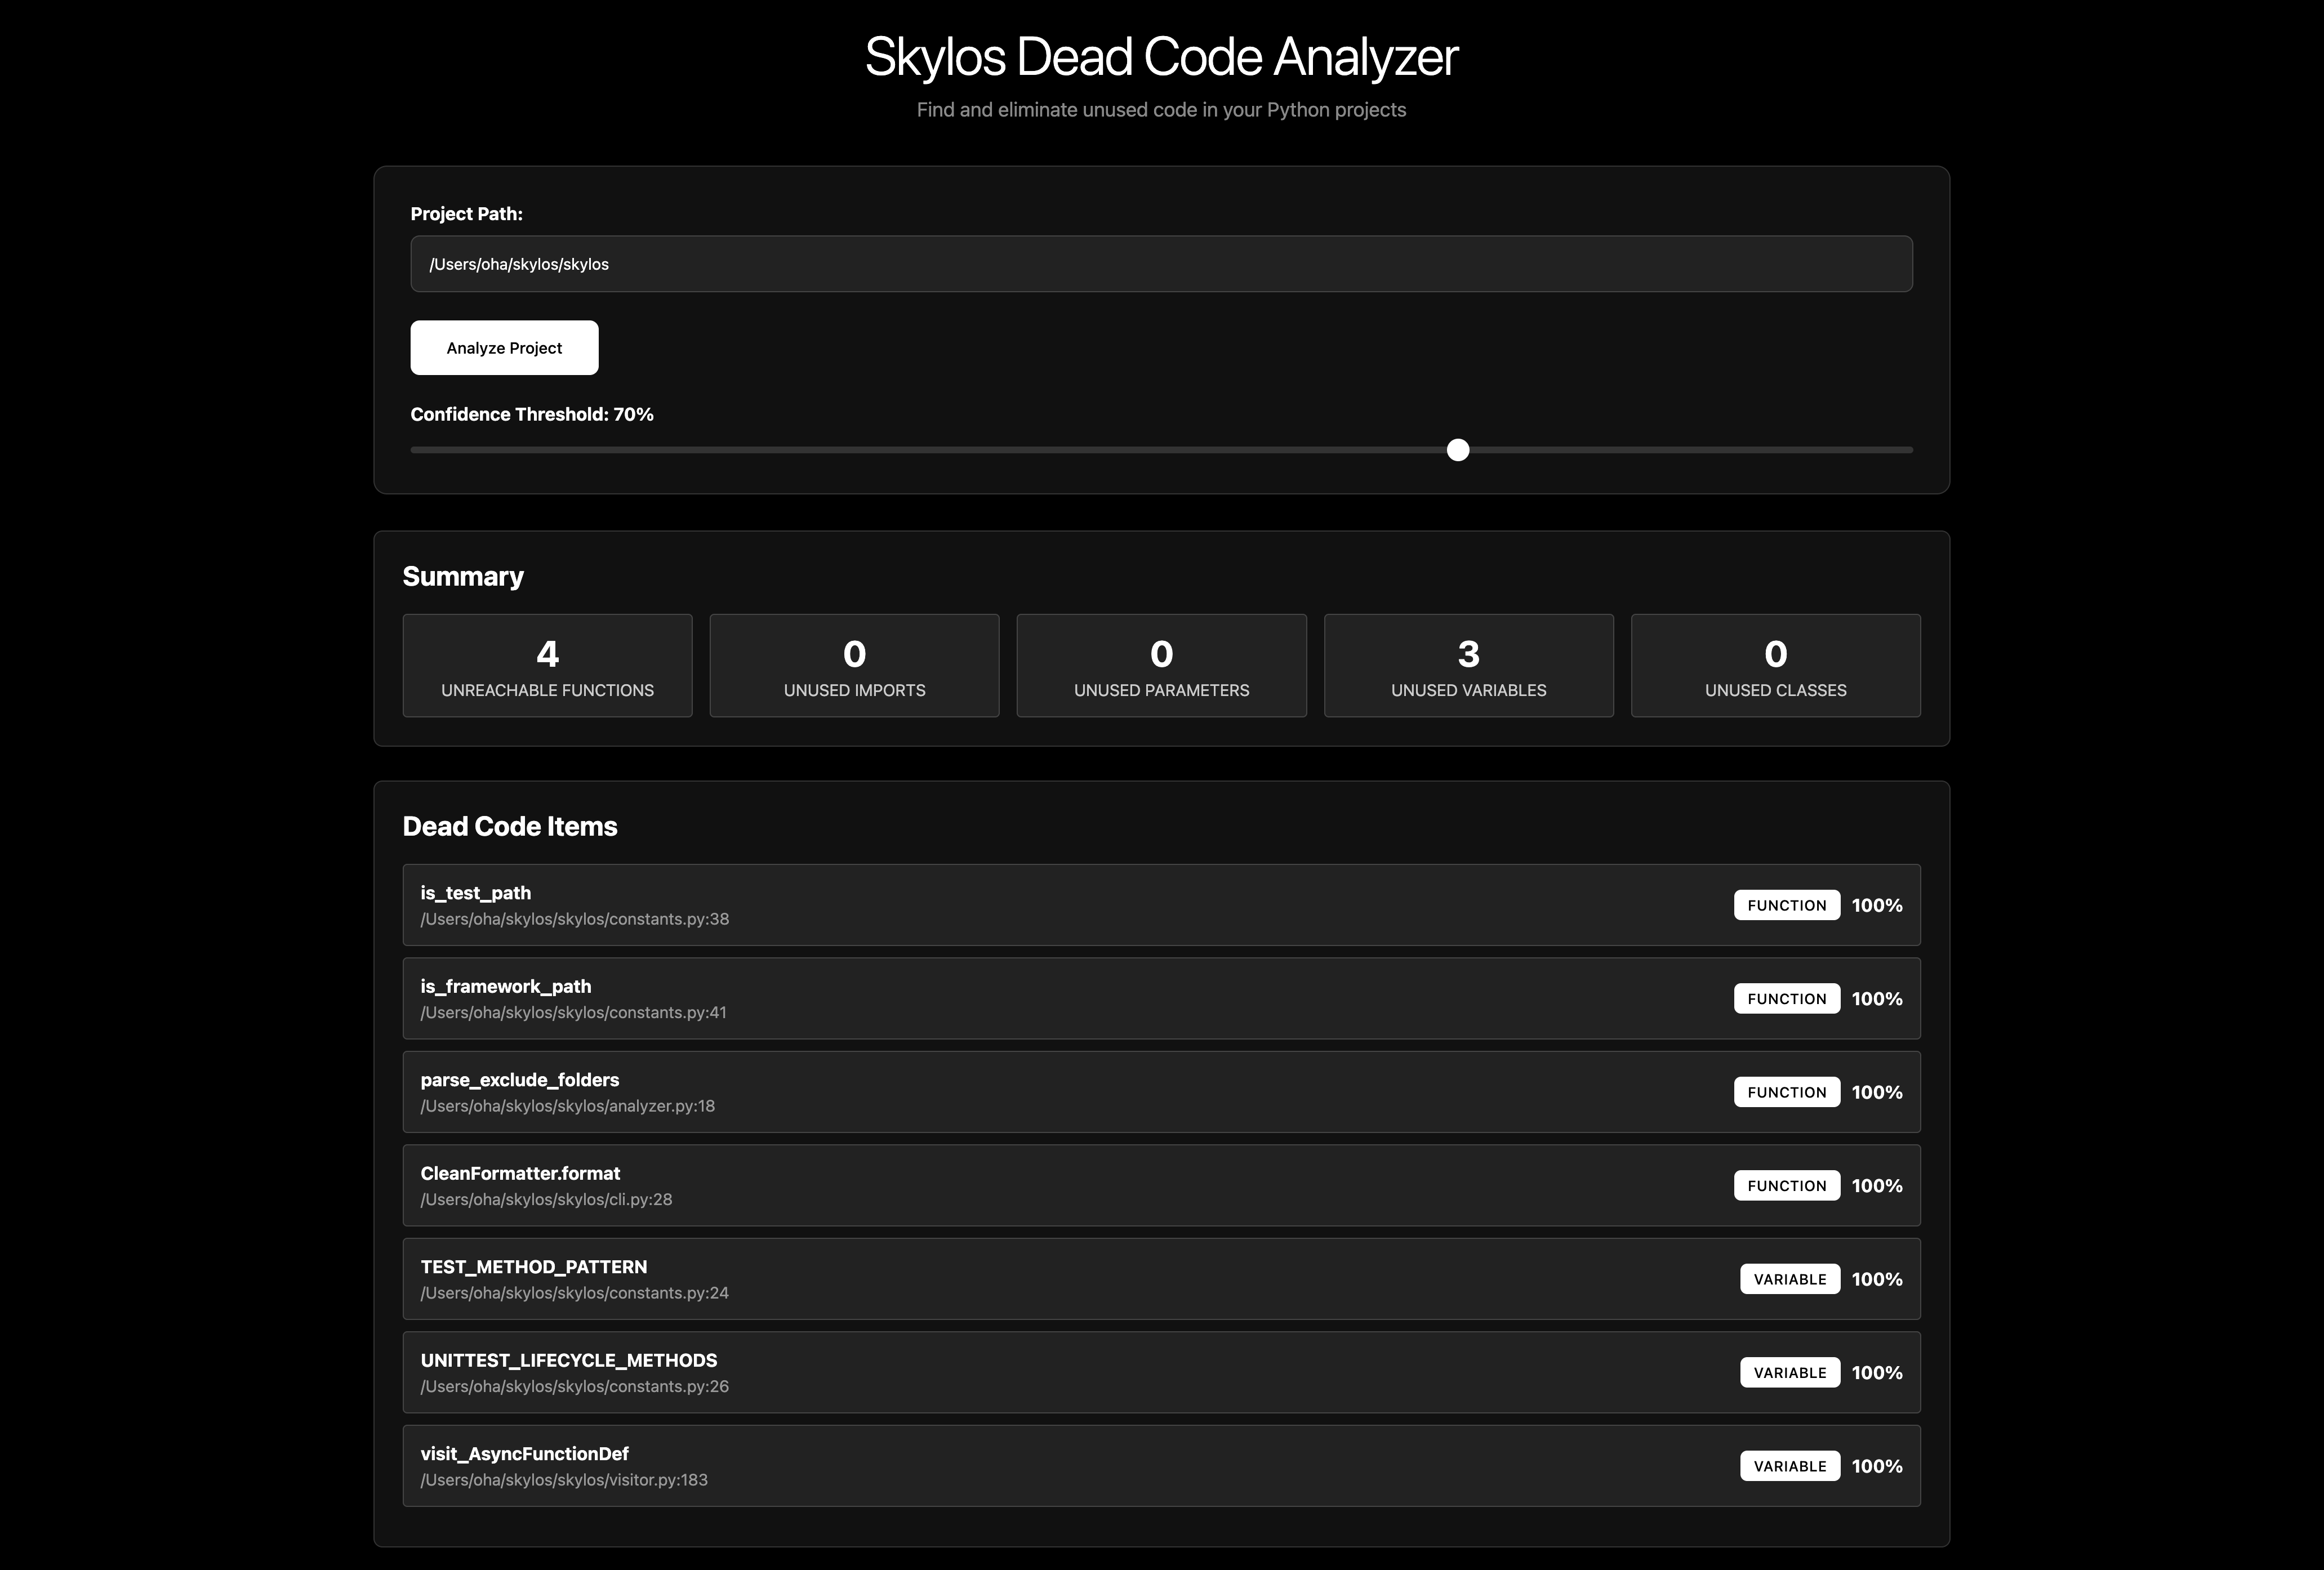 Skylos Dead Code Analyzer
Find and eliminate unused code in your Python projects
Project Path:
/Users/oha/skylos/skylos
Analyze Project
Confidence Threshold: 70%
Summary
4
UNREACHABLE FUNCTIONS
0
UNUSED IMPORTS
0
UNUSED PARAMETERS
3
UNUSED VARIABLES
0
UNUSED CLASSES
Dead Code Items
is_test_path
/Users/oha/skylos/skylos/constants.py:38
FUNCTION 100%
is_framework_path
/Users/oha/skylos/skylos/constants.py:41
FUNCTION 100%
parse_exclude_folders
/Users/oha/skylos/skylos/analyzer.py:18
FUNCTION 100%
CleanFormatter.format
/Users/oha/skylos/skylos/cli.py:28
FUNCTION 100%
TEST_METHOD_PATTERN
/Users/oha/skylos/skylos/constants.py:24
VARIABLE 100%
UNITTEST_LIFECYCLE_METHODS
/Users/oha/skylos/skylos/constants.py:26
VARIABLE 100%
visit_AsyncFunctionDef
/Users/oha/skylos/skylos/visitor.py:183
VARIABLE 100%